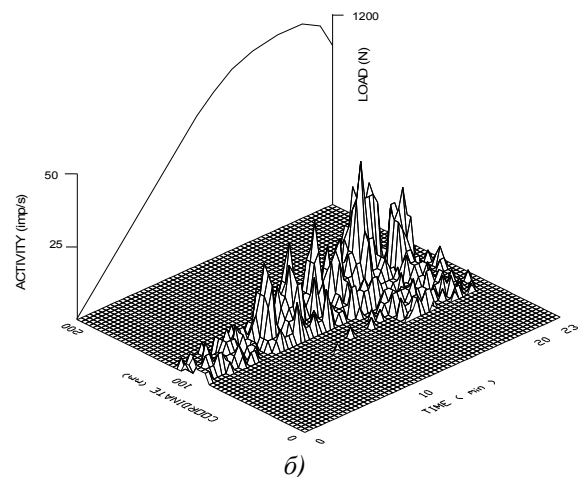 1200
LOAD (N)
50
25
ACTIVITY (imp/s)
200
100
0
COORDINATE (mm)
0
10
20
23
TIME ( min )
б)